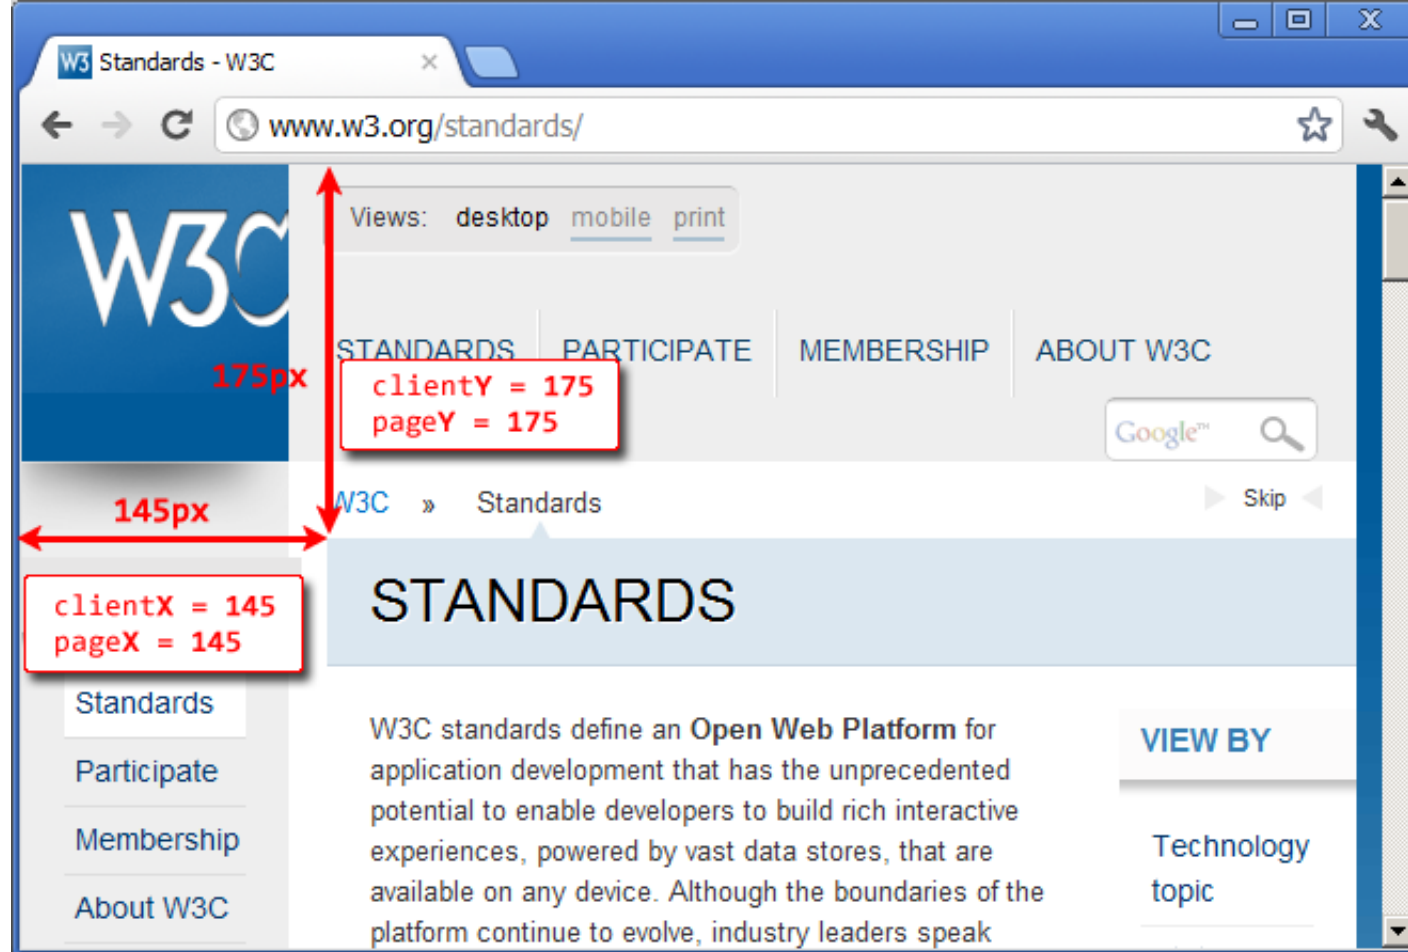 W3 Standards - W3C
www.w3.org/standards/
W3C
Views: desktop mobile print
STANDARDS PARTICIPATE MEMBERSHIP ABOUT W3C
175px
clientY = 175
pageY = 175
Google™
145px
W3C » Standards
Skip
clientX = 145
pageX = 145
STANDARDS
Standards
Participate
Membership
About W3C
W3C standards define an Open Web Platform for
application development that has the unprecedented
potential to enable developers to build rich interactive
experiences, powered by vast data stores, that are
available on any device. Although the boundaries of the
platform continue to evolve, industry leaders speak
VIEW BY
Technology
topic